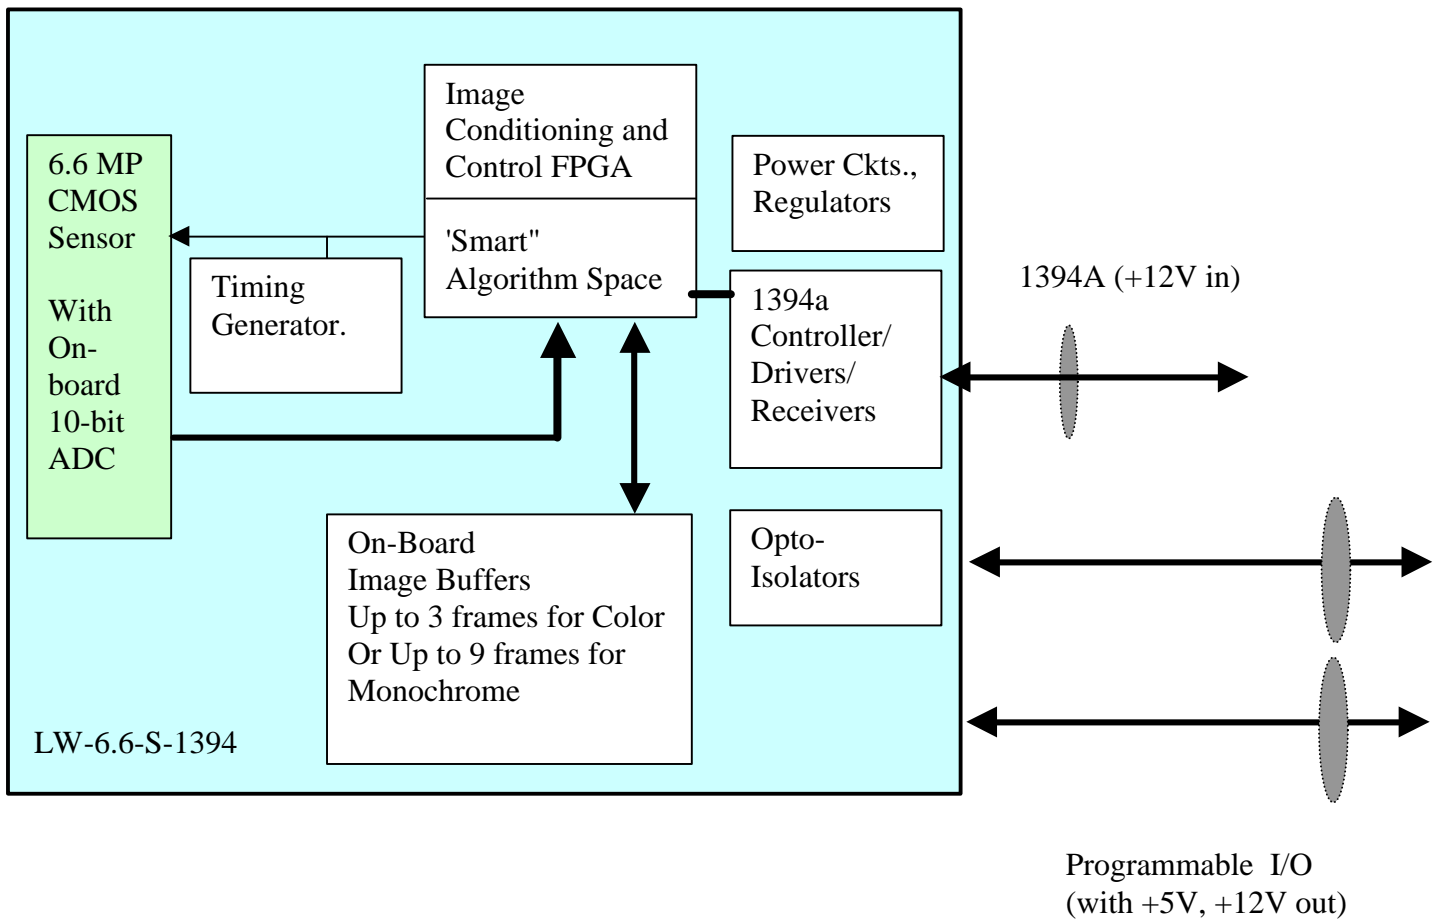 Image
Conditioning and
Control FPGA
'Smart"
Algorithm Space
6.6 MP
CMOS
Sensor
With
On-
board
10-bit
ADC
Timing
Generator.
Power Ckts.,
Regulators
1394a
Controller/
Drivers/
Receivers
1394A (+12V in)
On-Board
Image Buffers
Up to 3 frames for Color
Or Up to 9 frames for
Monochrome
Opto-
Isolators
LW-6.6-S-1394
Programmable I/O
(with +5V, +12V out)